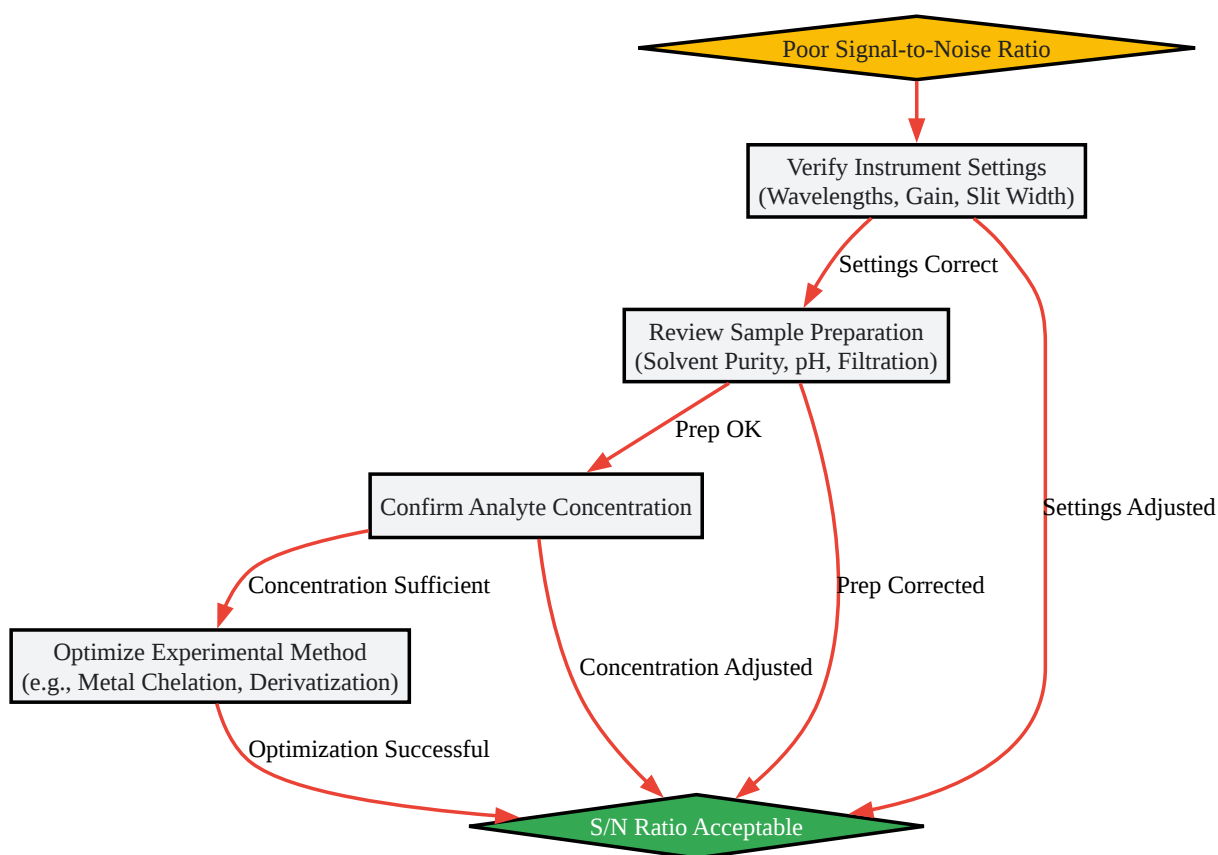 Poor Signal-to-Noise Ratio
Verify Instrument Settings
(Wavelengths, Gain, Slit Width)
Settings Correct
Review Sample Preparation
(Solvent Purity, pH, Filtration)
Prep OK
Confirm Analyte Concentration
Settings Adjusted
Concentration Sufficient
Prep Corrected
Optimize Experimental Method
(e.g., Metal Chelation, Derivatization)
Concentration Adjusted
Optimization Successful
S/N Ratio Acceptable